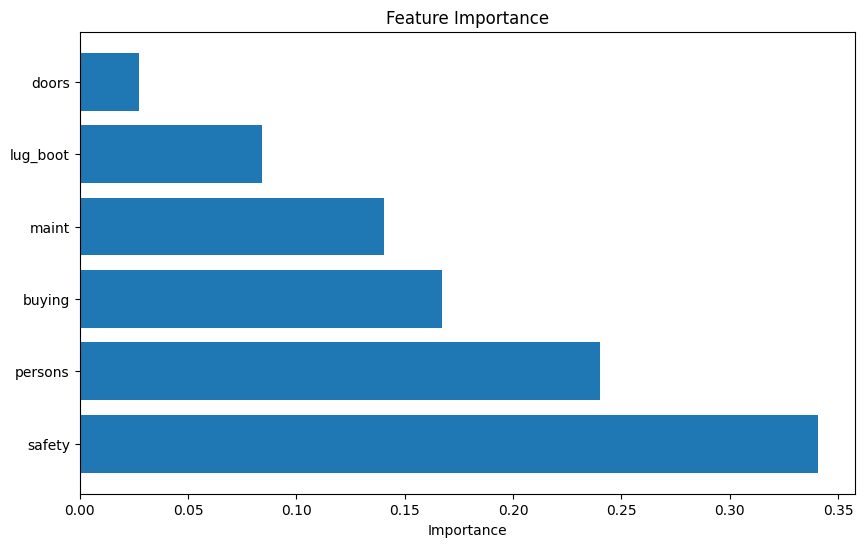 Feature Importance
doors
lug_boot
maint
buying
persons
safety
0.00 0.05 0.10 0.15 0.20 0.25 0.30 0.35
Importance